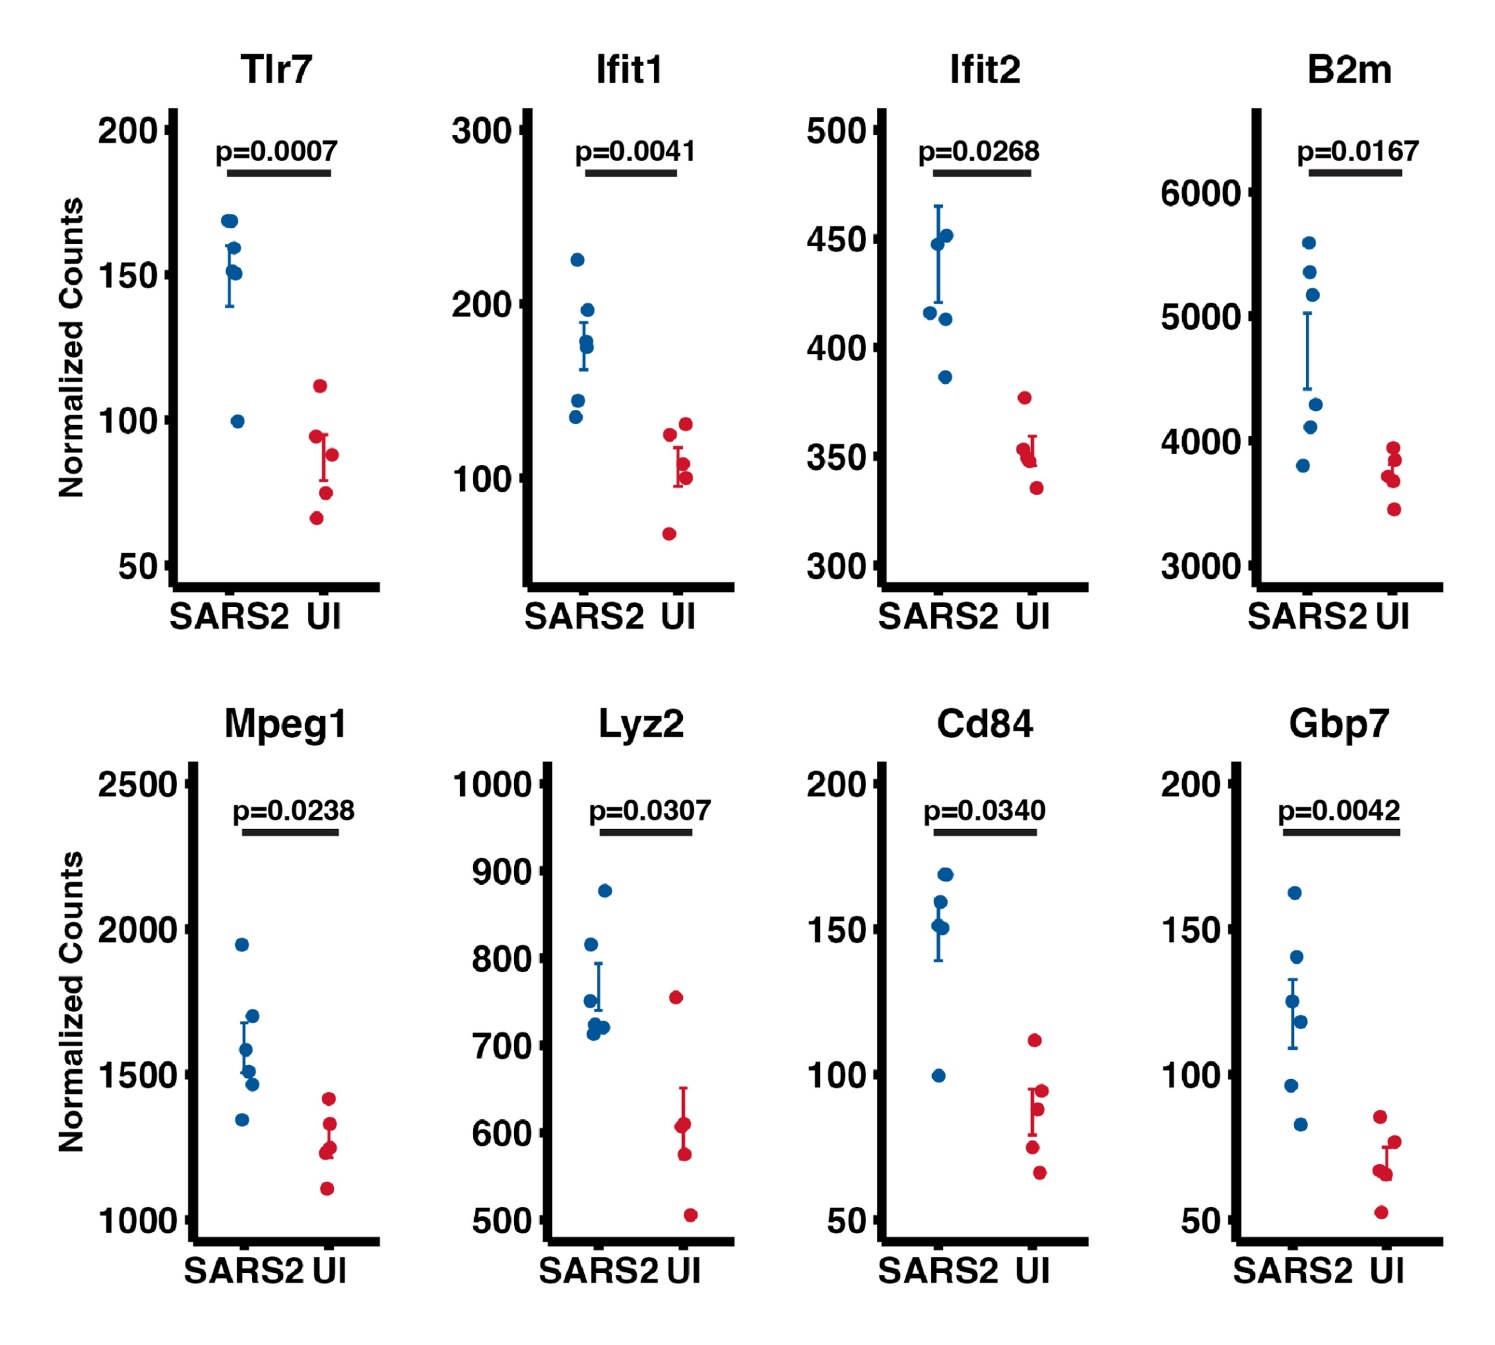 Tlr7 Ifit1 Ifit2 B2m
200 300 500 6000
p=0.0007 p=0.0041 p=0.0268 p=0.0167
Normalized Counts
150 200 450 5000
100 100 400 4000
50 350 3000
300
SARS2 UI SARS2 UI SARS2 UI SARS2 UI
Mpeg1 Lyz2 Cd84 Gbp7
2500 1000 200 200
p=0.0238 p=0.0307 p=0.0340 p=0.0042
Normalized Counts
2000 900 150 150
1500 800 100 100
1000 700 50 50
600
500
SARS2 UI SARS2 UI SARS2 UI SARS2 UI